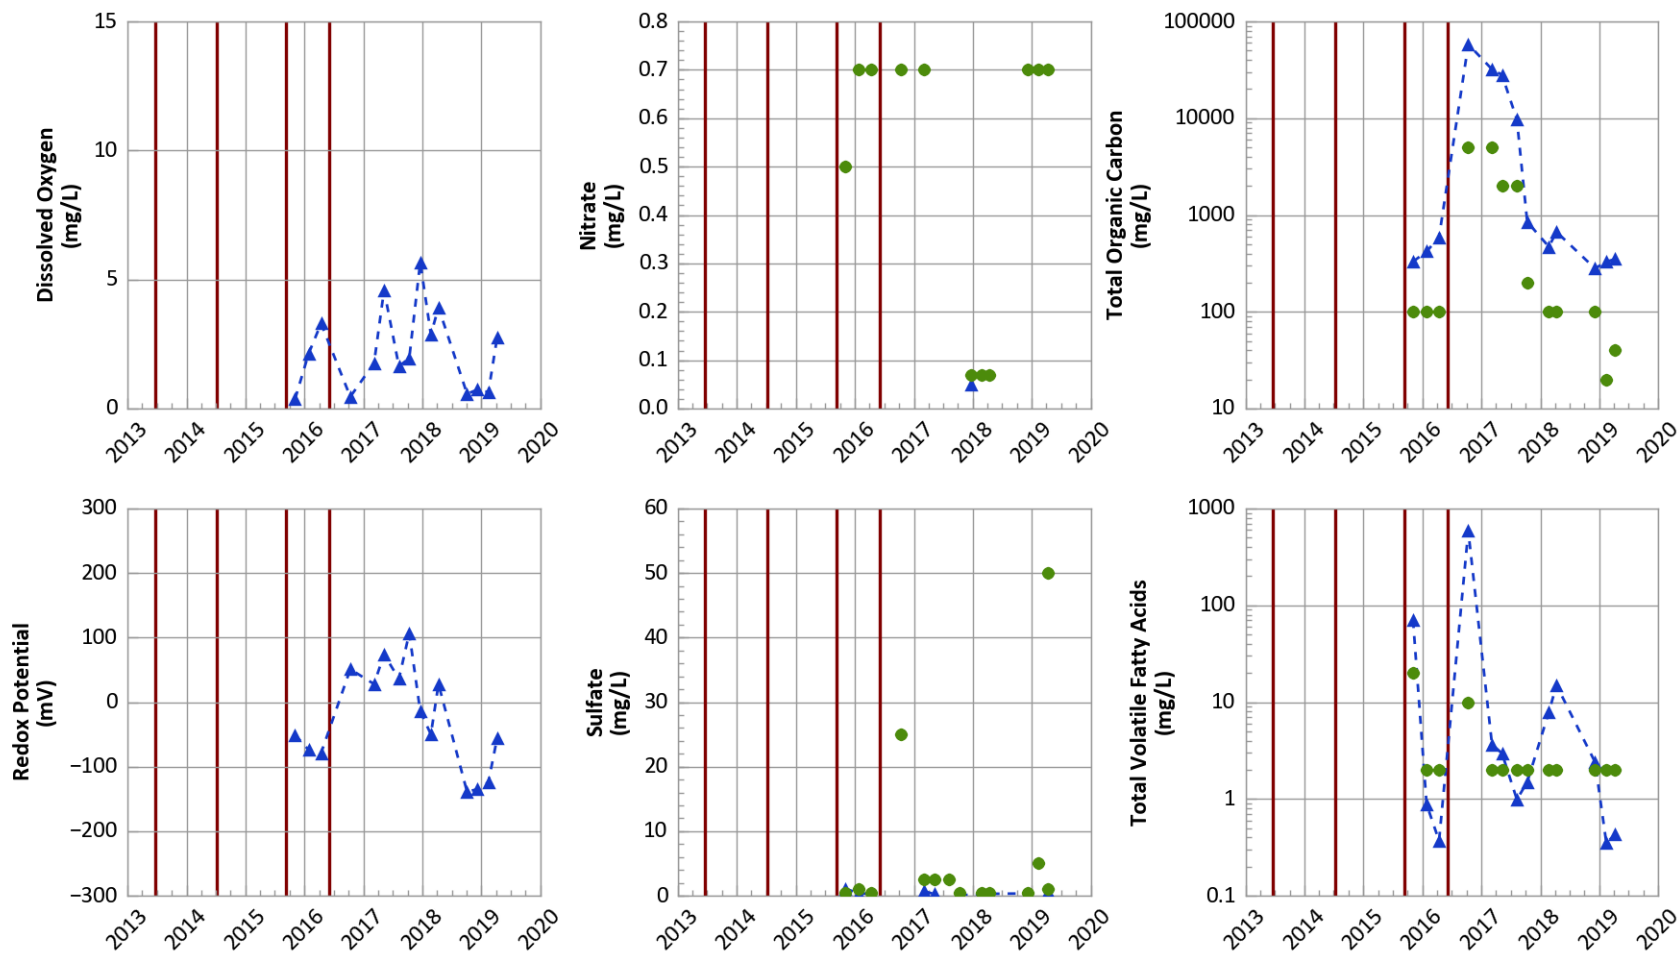 15
10
5
0
Dissolved Oxygen
(mg/L)
2013 2014 2015 2016 2017 2018 2019 2020
0.8
0.7
0.6
0.5
0.4
0.3
0.2
0.1
0.0
Nitrate
(mg/L)
2013 2014 2015 2016 2017 2018 2019 2020
100000
10000
1000
100
10
Total Organic Carbon
(mg/L)
2013 2014 2015 2016 2017 2018 2019 2020
300
200
100
0
−100
−200
−300
Redox Potential
(mV)
2013 2014 2015 2016 2017 2018 2019 2020
60
50
40
30
20
10
0
Sulfate
(mg/L)
2013 2014 2015 2016 2017 2018 2019 2020
1000
100
10
1
0.1
Total Volatile Fatty Acids
(mg/L)
2013 2014 2015 2016 2017 2018 2019 2020